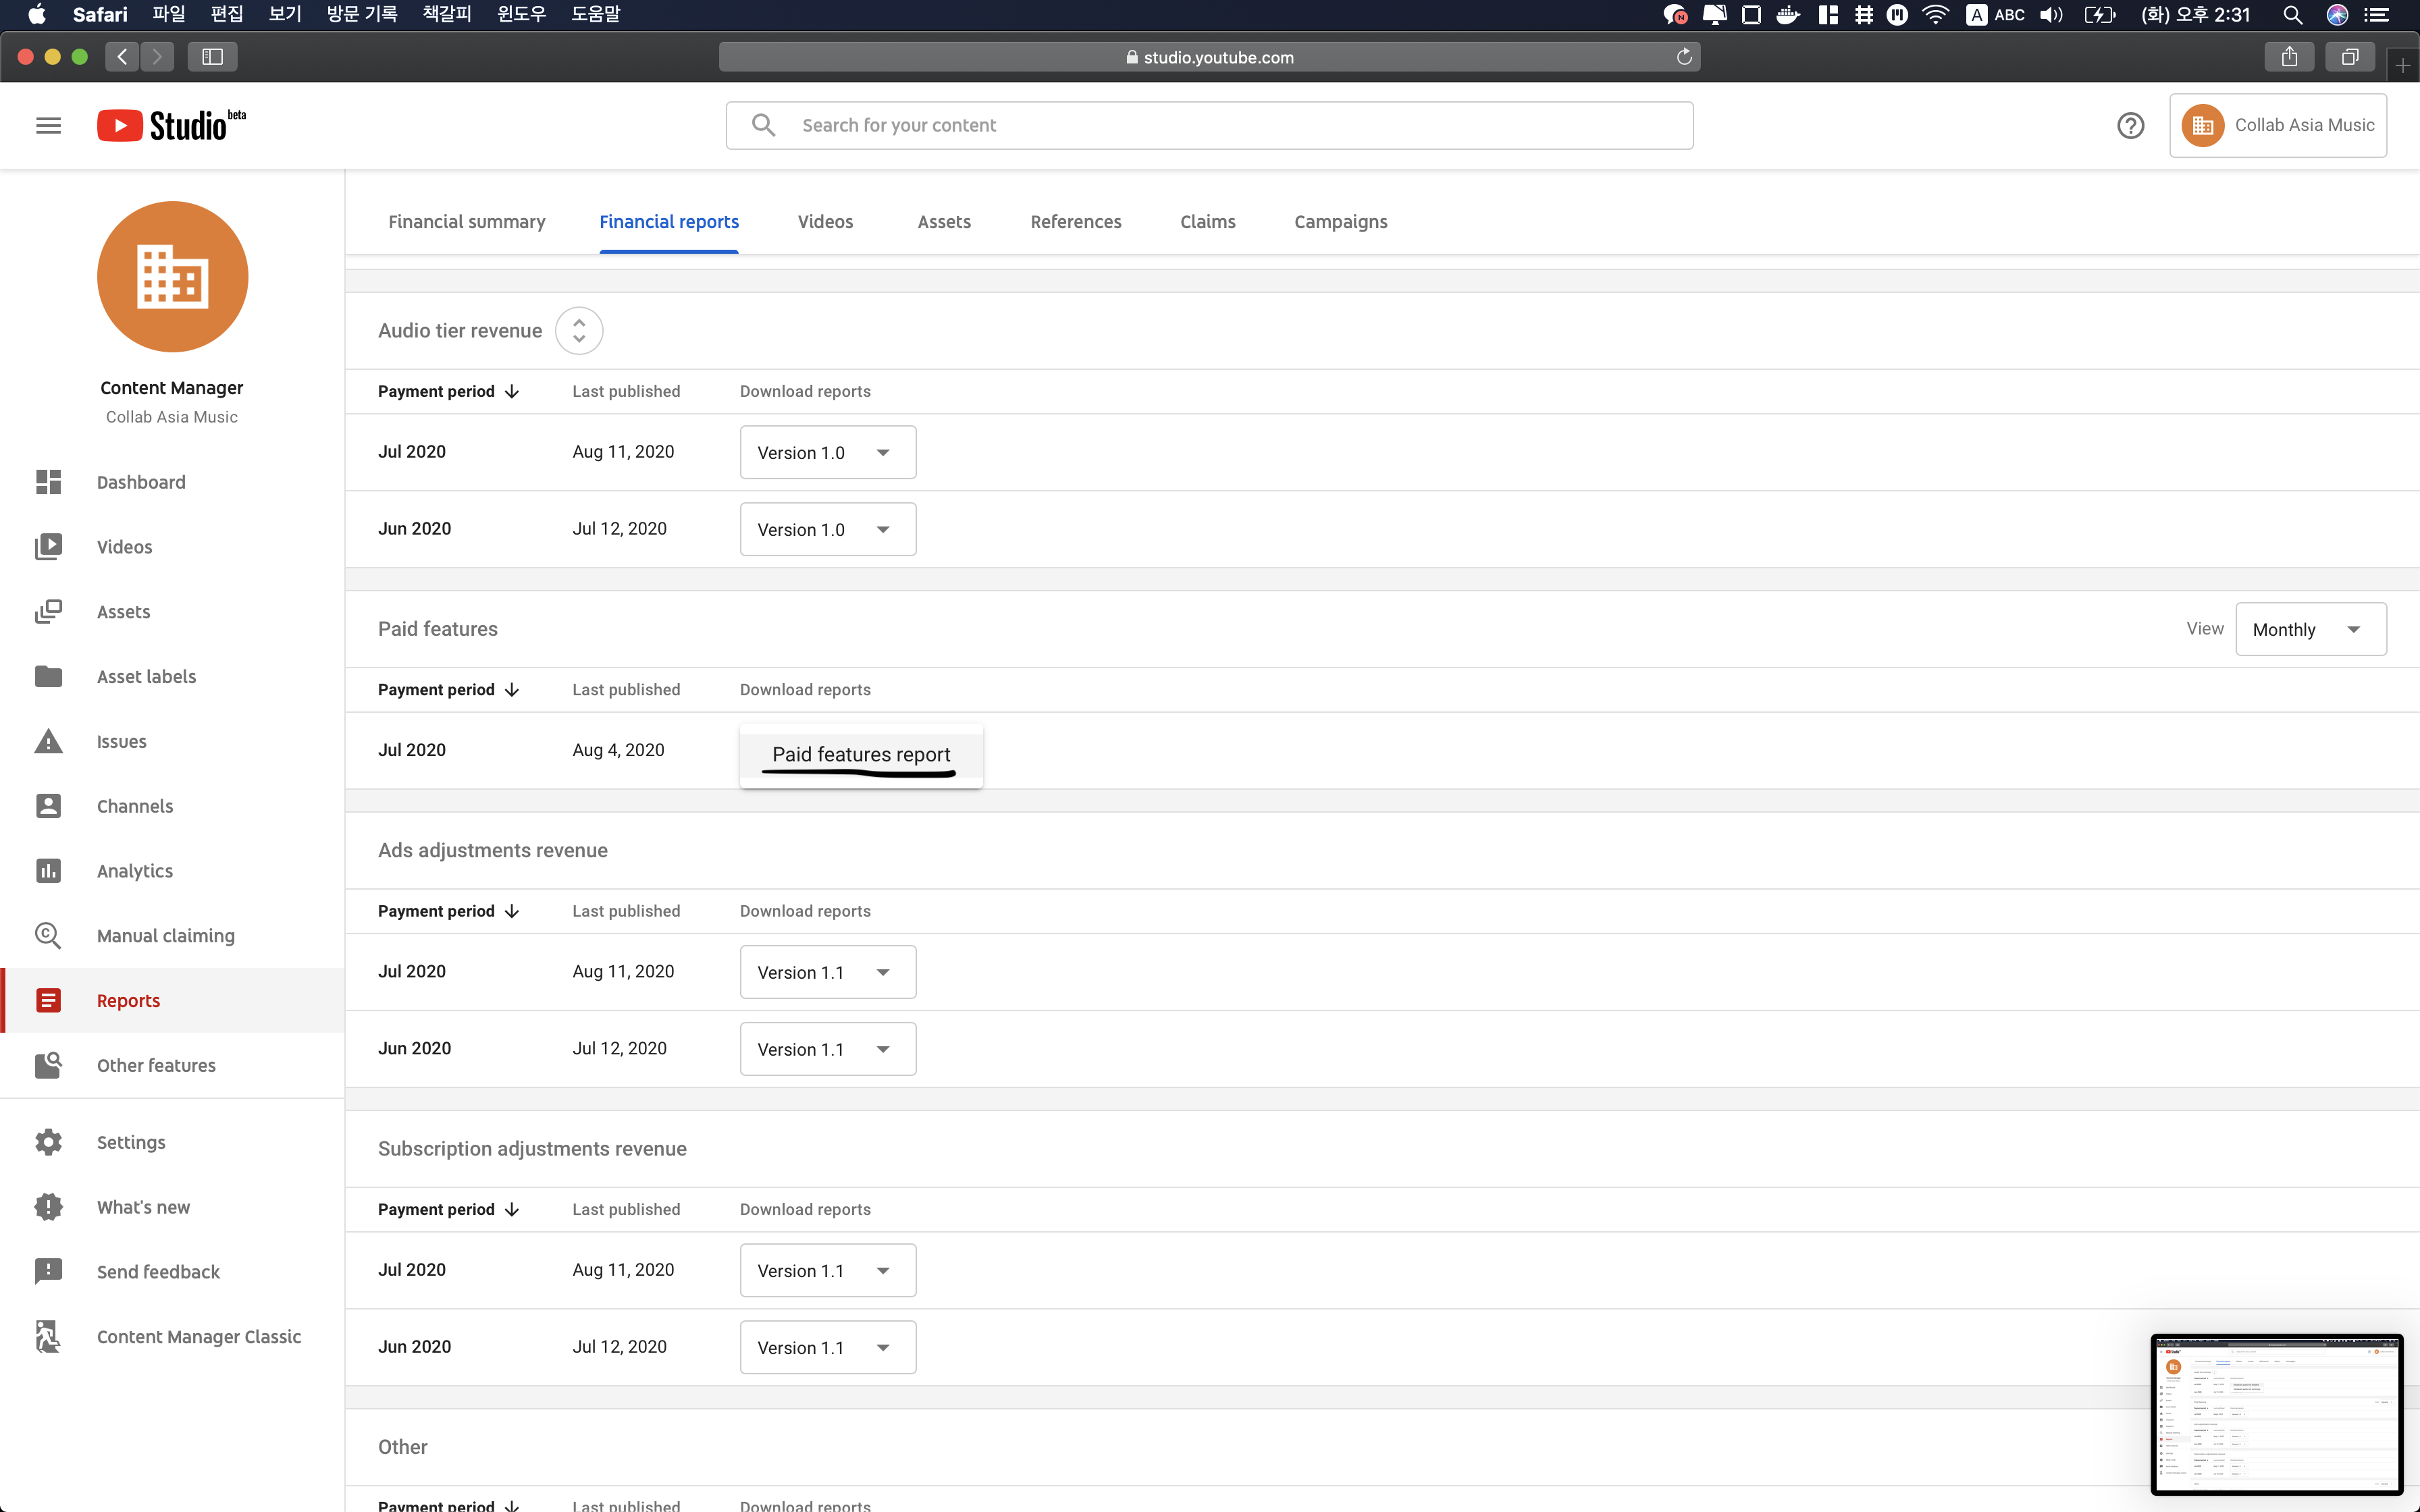 Safari 파일 편집 보기 방문 기록 책갈피 윈도우 도움말 A ABC (화) 오후 2:31
studio.youtube.com
Studio beta
Search for your content
Collab Asia Music
Content Manager
Collab Asia Music
Dashboard
Videos
Assets
Asset labels
Issues
Channels
Analytics
Manual claiming
Reports
Other features
Settings
What's new
Send feedback
Content Manager Classic
Financial summary Financial reports Videos Assets References Claims Campaigns
Audio tier revenue
Payment period Last published Download reports
Jul 2020 Aug 11, 2020 Version 1.0
Jun 2020 Jul 12, 2020 Version 1.0
Paid features View Monthly
Payment period Last published Download reports
Jul 2020 Aug 4, 2020 Paid features report
Ads adjustments revenue
Payment period Last published Download reports
Jul 2020 Aug 11, 2020 Version 1.1
Jun 2020 Jul 12, 2020 Version 1.1
Subscription adjustments revenue
Payment period Last published Download reports
Jul 2020 Aug 11, 2020 Version 1.1
Jun 2020 Jul 12, 2020 Version 1.1
Other
Payment period Last published Download reports